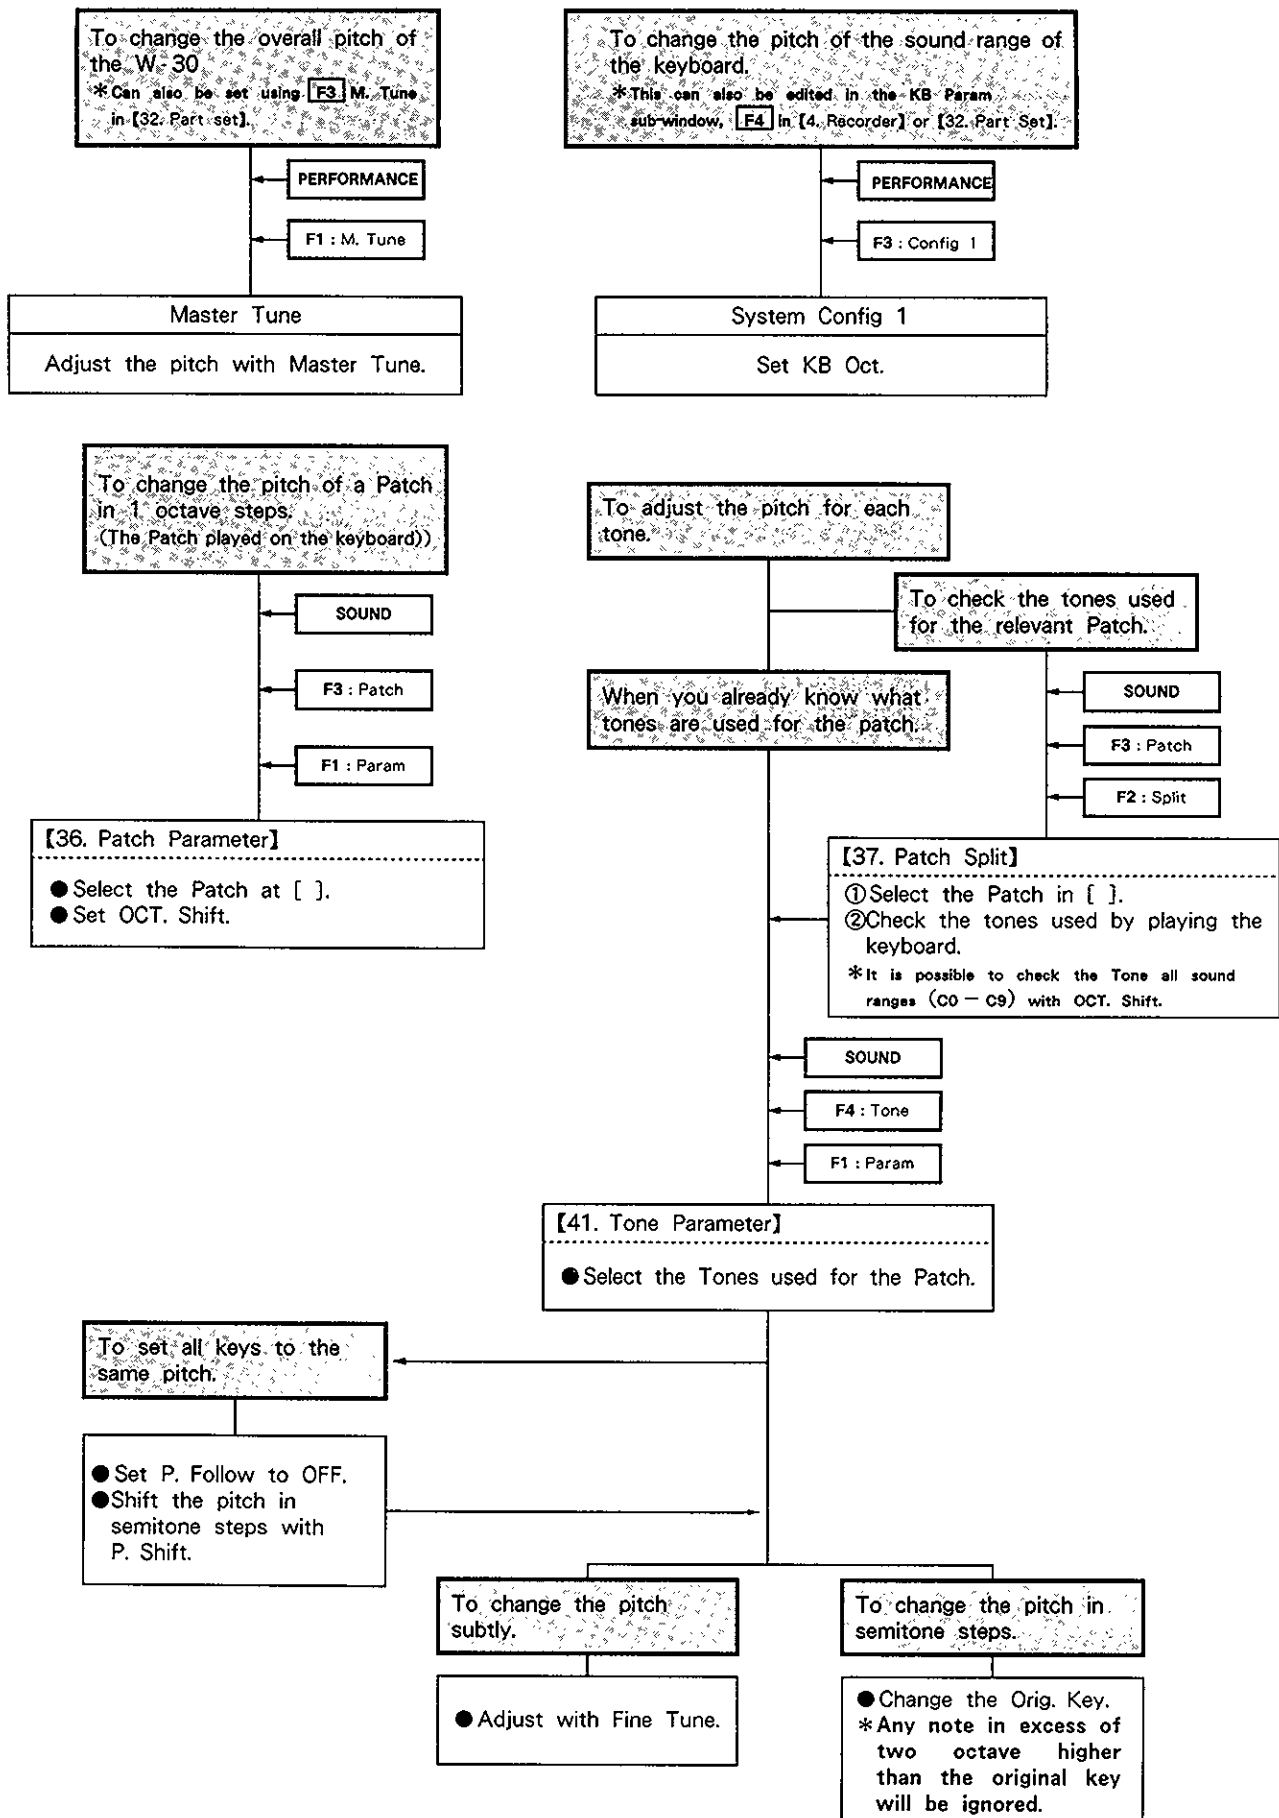 To change the overall pitch of
the W-30
*Can also be set using F3 M. Tune
in [32. Part set].
PERFORMANCE
F1 : M. Tune
Master Tune
Adjust the pitch with Master Tune.
To change the pitch of the sound range of
the keyboard.
*This can also be edited in the KB Param
sub-window, F4 in [4. Recorder] or [32. Part Set].
PERFORMANCE
F3 : Config 1
System Config 1
Set KB Oct.
To change the pitch of a Patch
in 1 octave steps.
(The Patch played on the keyboard))
SOUND
F3 : Patch
F1 : Param
【36. Patch Parameter】
●Select the Patch at [ ].
●Set OCT. Shift.
To adjust the pitch for each
tone.
To check the tones used
for the relevant Patch.
When you already know what
tones are used for the patch.
SOUND
F3 : Patch
F2 : Split
【37. Patch Split】
①Select the Patch in [ ].
②Check the tones used by playing the
keyboard.
*It is possible to check the Tone all sound
ranges (C0 — C9) with OCT. Shift.
SOUND
F4 : Tone
F1 : Param
【41. Tone Parameter】
●Select the Tones used for the Patch.
To set all keys to the
same pitch.
●Set P. Follow to OFF.
●Shift the pitch in
semitone steps with
P. Shift.
To change the pitch
subtly.
●Adjust with Fine Tune.
To change the pitch in
semitone steps.
●Change the Orig. Key.
*Any note in excess of
two octave higher
than the original key
will be ignored.